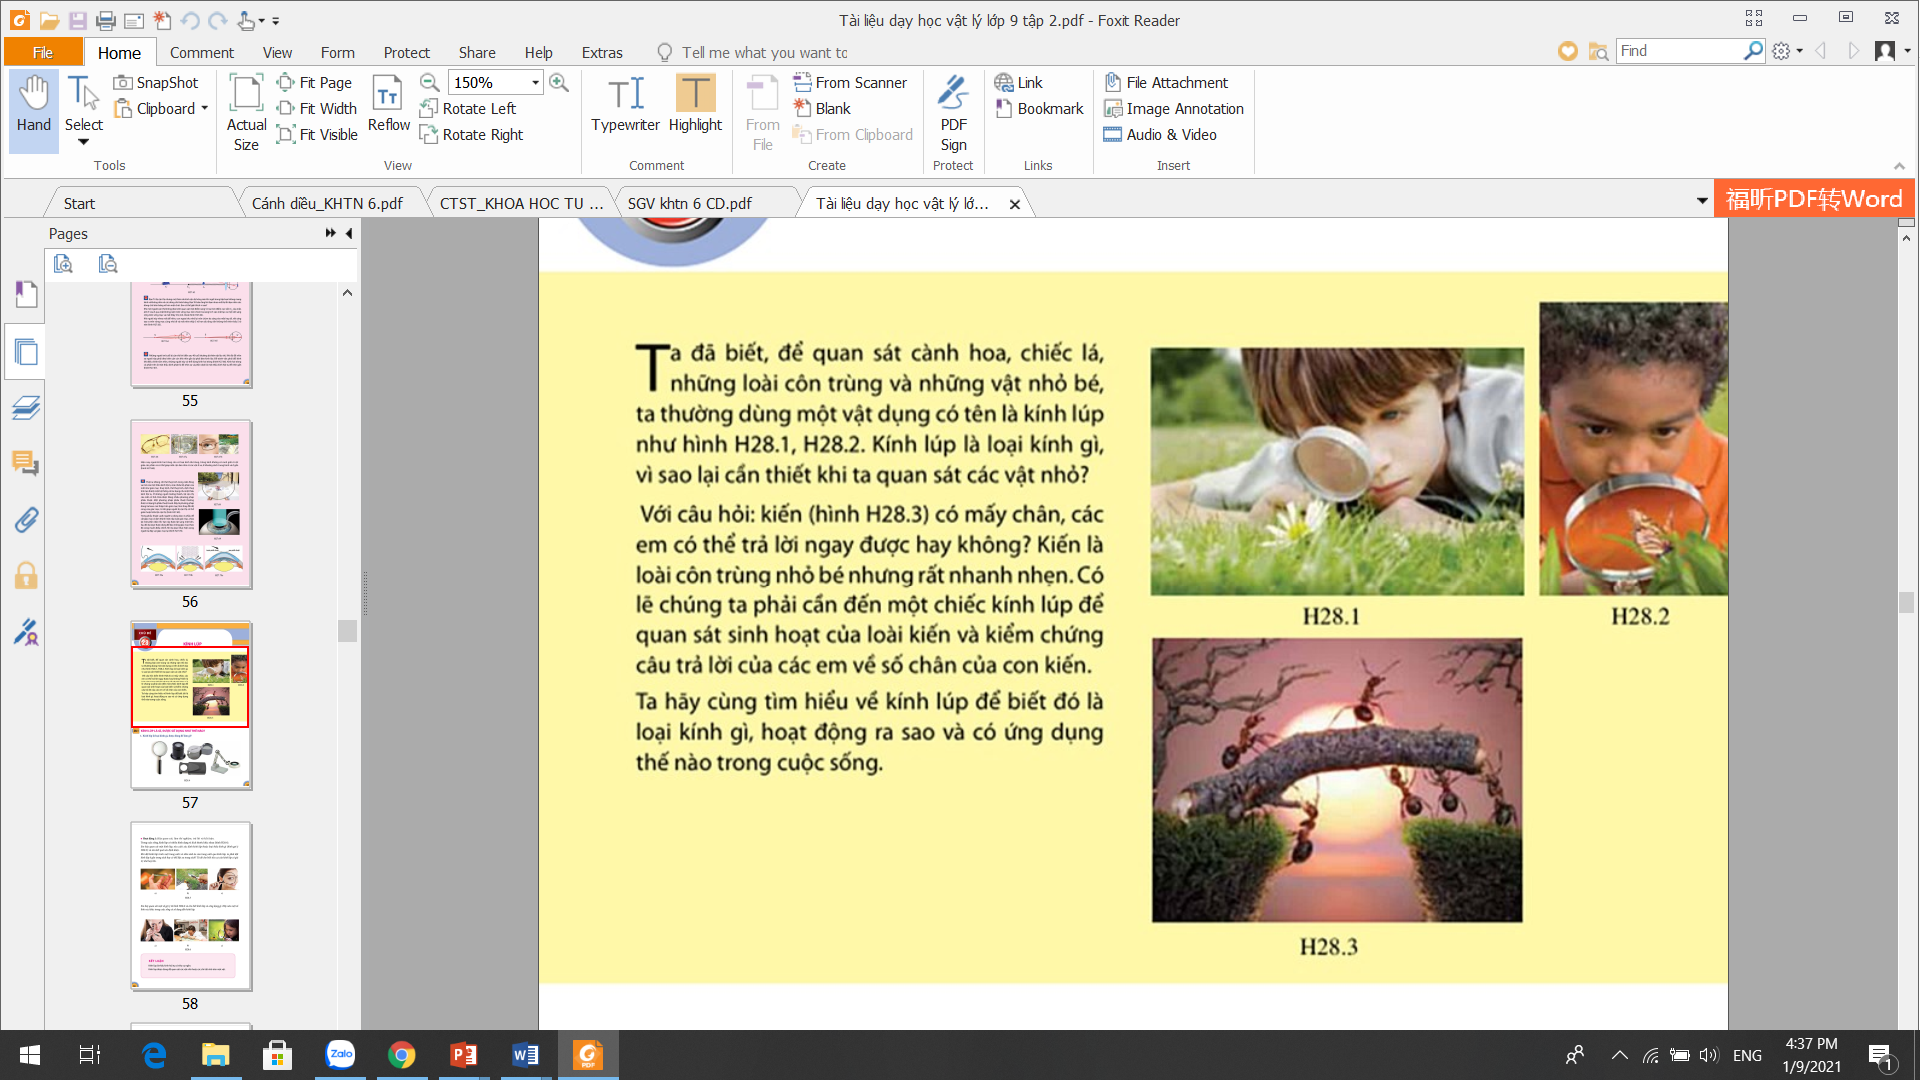 Tài liệu dạy học vật lý lớp 9 tập 2.pdf - Foxit Reader
File Home Comment View Form Protect Share Help Extras Tell me what you want to
Find
Hand
Select
SnapShot
Clipboard
Tools
Actual Size
Fit Page
Fit Width
Fit Visible
Reflow
150%
Rotate Left
Rotate Right
View
Typewriter
Highlight
Comment
From File
From Scanner
Blank
From Clipboard
Create
PDF Sign
Protect
Link
Bookmark
Links
File Attachment
Image Annotation
Audio & Video
Insert
Start
Cánh diều_KHTN 6.pdf
CTST_KHOA HOC TU ...
SGV khtn 6 CD.pdf
Tài liệu dạy học vật lý lớ...
福昕PDF转Word
Pages
55
56
57
58
Ta đã biết, để quan sát cành hoa, chiếc lá,
những loài côn trùng và những vật nhỏ bé,
ta thường dùng một vật dụng có tên là kính lúp
như hình H28.1, H28.2. Kính lúp là loại kính gì,
vì sao lại cần thiết khi ta quan sát các vật nhỏ?
Với câu hỏi: kiến (hình H28.3) có mấy chân, các
em có thể trả lời ngay được hay không? Kiến là
loài côn trùng nhỏ bé nhưng rất nhanh nhẹn. Có
lẽ chúng ta phải cần đến một chiếc kính lúp để
quan sát sinh hoạt của loài kiến và kiểm chứng
câu trả lời của các em về số chân của con kiến.
Ta hãy cùng tìm hiểu về kính lúp để biết đó là
loại kính gì, hoạt động ra sao và có ứng dụng
thế nào trong cuộc sống.
H28.1
H28.2
H28.3
Zalo
PDF
ENG
4:37 PM
1/9/2021
1